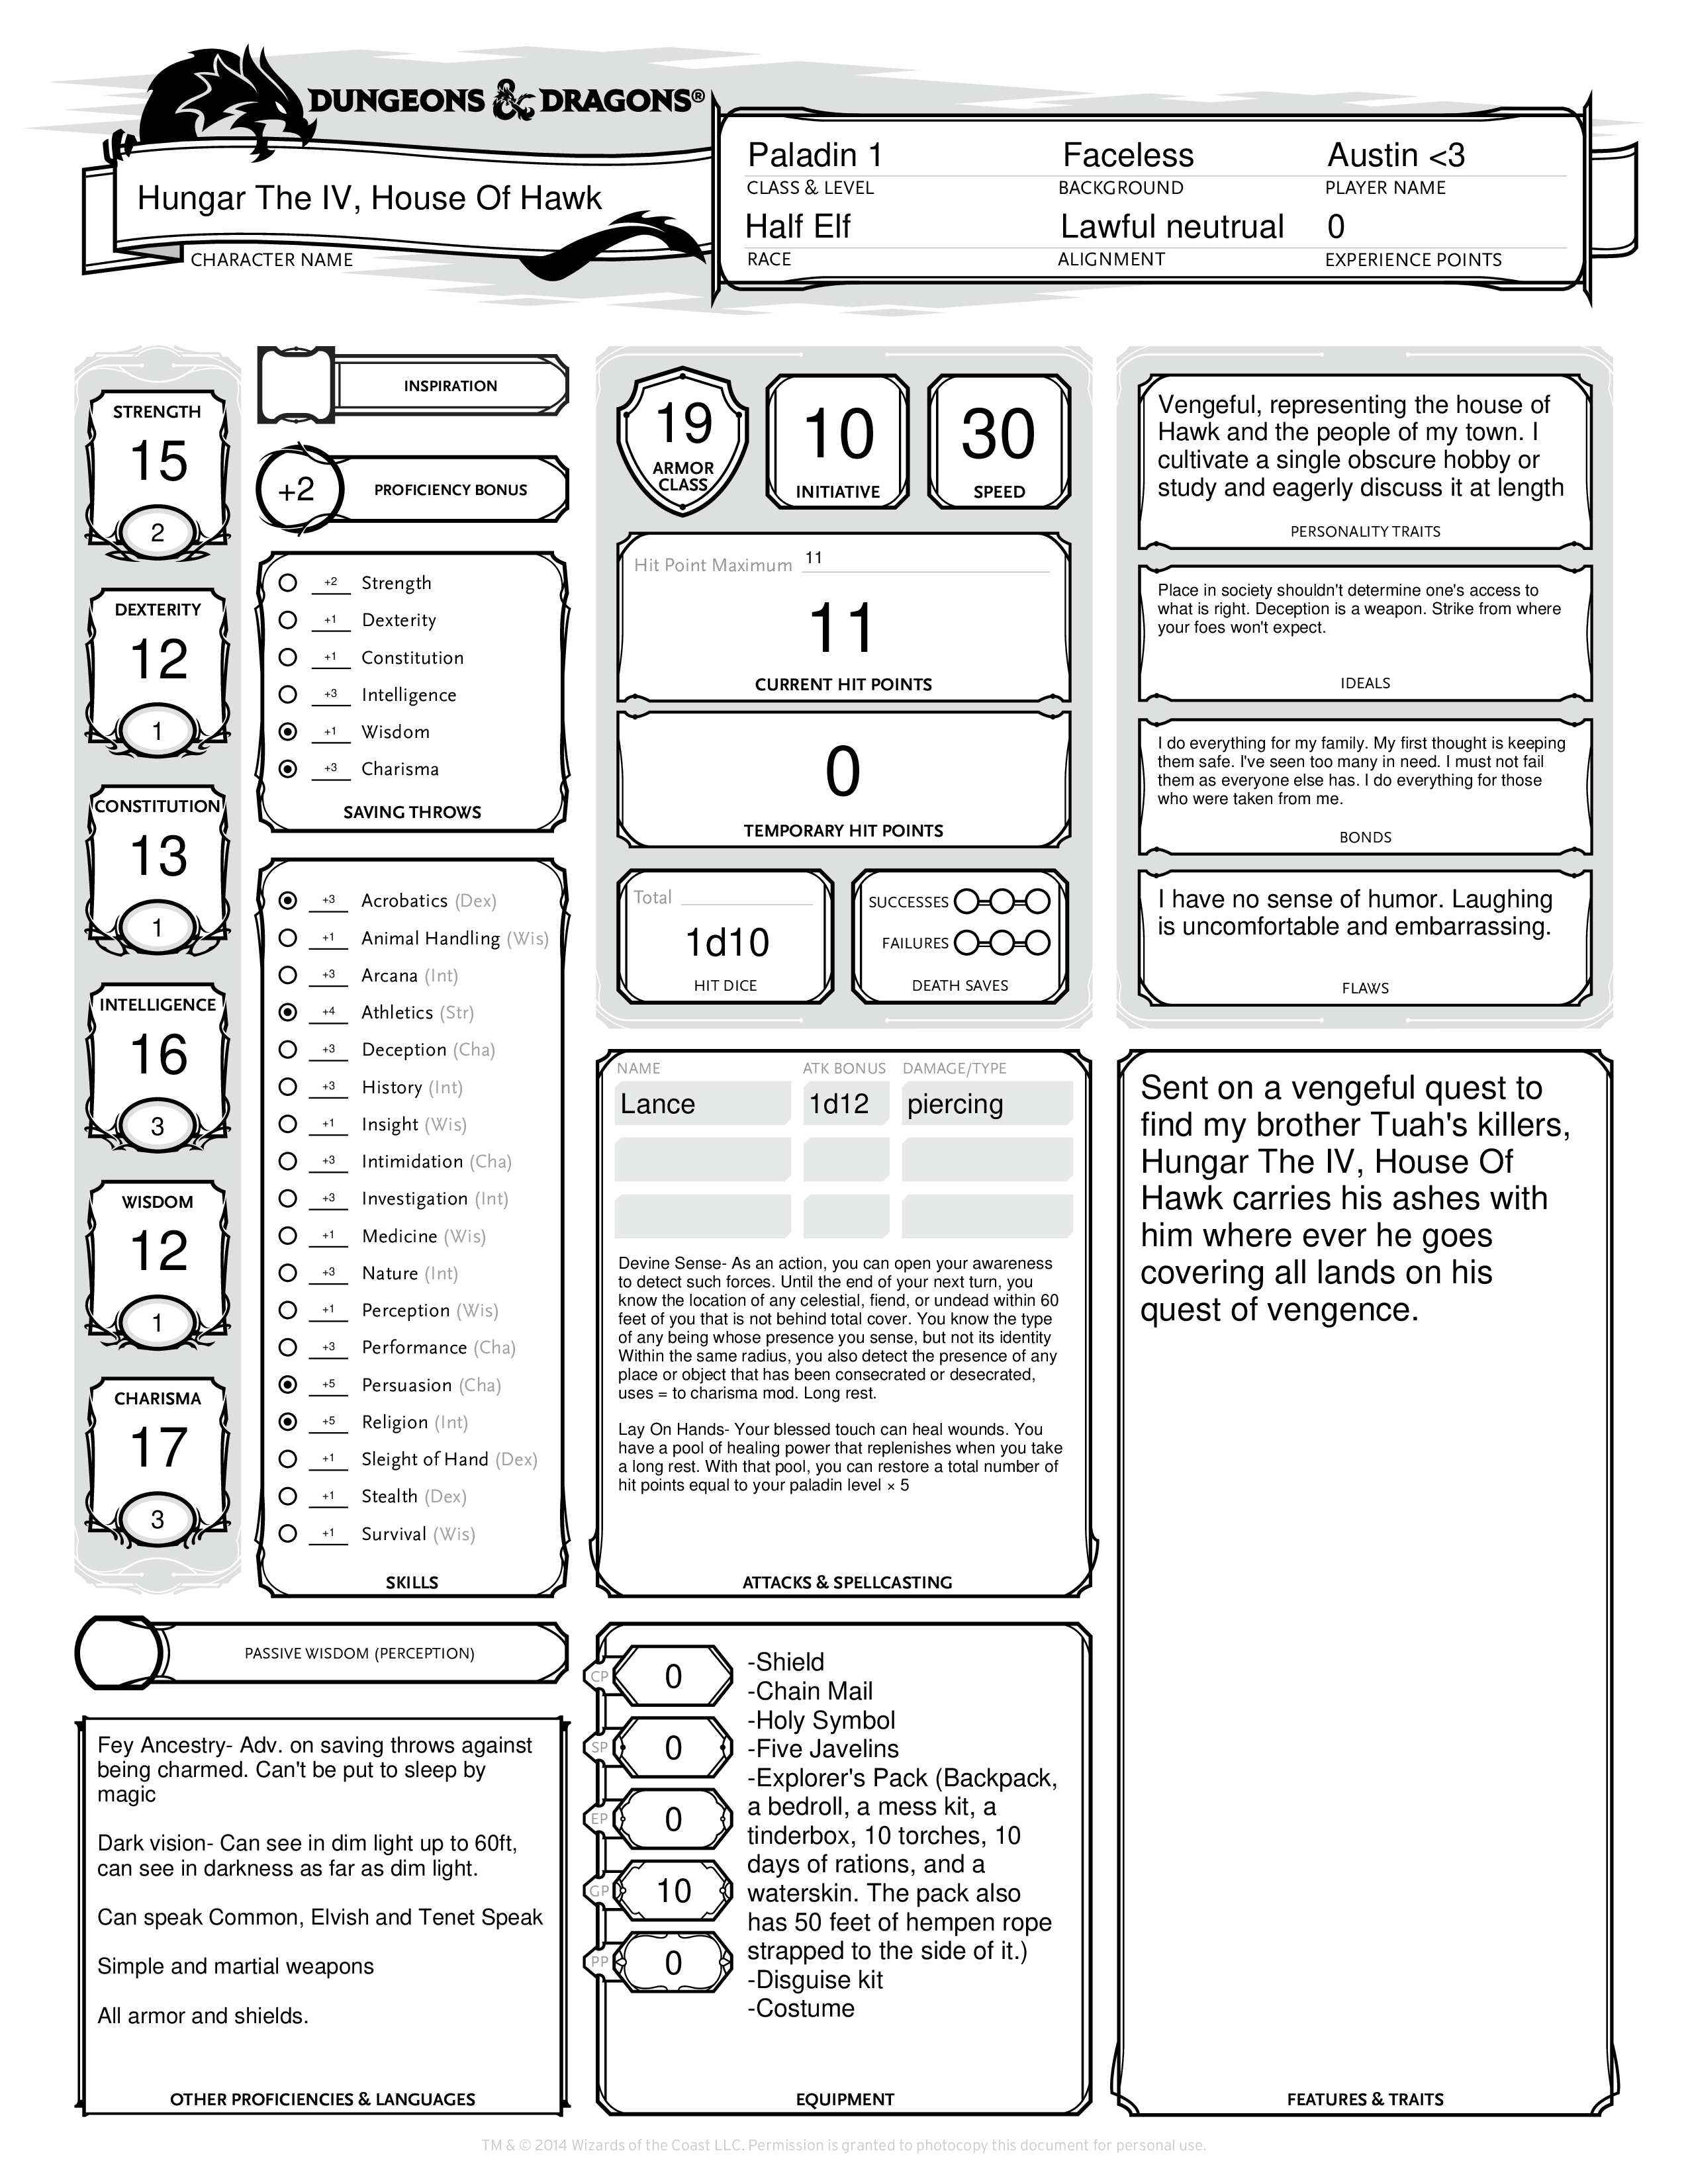 DUNGEONS & DRAGONS®
Hungar The IV, House Of Hawk
CHARACTER NAME
Paladin 1 Faceless Austin <3
CLASS & LEVEL BACKGROUND PLAYER NAME
Half Elf Lawful neutrual 0
RACE ALIGNMENT EXPERIENCE POINTS
STRENGTH
15
2
DEXTERITY
12
1
CONSTITUTION
13
1
INTELLIGENCE
16
3
WISDOM
12
1
CHARISMA
17
3
INSPIRATION
+2 PROFICIENCY BONUS
+2 Strength
+1 Dexterity
+1 Constitution
+3 Intelligence
+1 Wisdom
+3 Charisma
SAVING THROWS
+3 Acrobatics (Dex)
+1 Animal Handling (Wis)
+3 Arcana (Int)
+4 Athletics (Str)
+3 Deception (Cha)
+3 History (Int)
+1 Insight (Wis)
+3 Intimidation (Cha)
+3 Investigation (Int)
+1 Medicine (Wis)
+3 Nature (Int)
+1 Perception (Wis)
+3 Performance (Cha)
+5 Persuasion (Cha)
+5 Religion (Int)
+1 Sleight of Hand (Dex)
+1 Stealth (Dex)
+1 Survival (Wis)
SKILLS
PASSIVE WISDOM (PERCEPTION)
Fey Ancestry- Adv. on saving throws against
being charmed. Can't be put to sleep by
magic
Dark vision- Can see in dim light up to 60ft,
can see in darkness as far as dim light.
Can speak Common, Elvish and Tenet Speak
Simple and martial weapons
All armor and shields.
OTHER PROFICIENCIES & LANGUAGES
19
ARMOR
CLASS
10
INITIATIVE
30
SPEED
Hit Point Maximum 11
11
CURRENT HIT POINTS
0
TEMPORARY HIT POINTS
Total
1d10
HIT DICE
SUCCESSES
FAILURES
DEATH SAVES
NAME ATK BONUS DAMAGE/TYPE
Lance 1d12 piercing
Devine Sense- As an action, you can open your awareness
to detect such forces. Until the end of your next turn, you
know the location of any celestial, fiend, or undead within 60
feet of you that is not behind total cover. You know the type
of any being whose presence you sense, but not its identity
Within the same radius, you also detect the presence of any
place or object that has been consecrated or desecrated,
uses = to charisma mod. Long rest.
Lay On Hands- Your blessed touch can heal wounds. You
have a pool of healing power that replenishes when you take
a long rest. With that pool, you can restore a total number of
hit points equal to your paladin level × 5
ATTACKS & SPELLCASTING
CP 0
SP 0
EP 0
GP 10
PP 0
-Shield
-Chain Mail
-Holy Symbol
-Five Javelins
-Explorer's Pack (Backpack,
a bedroll, a mess kit, a
tinderbox, 10 torches, 10
days of rations, and a
waterskin. The pack also
has 50 feet of hempen rope
strapped to the side of it.)
-Disguise kit
-Costume
EQUIPMENT
Vengeful, representing the house of
Hawk and the people of my town. I
cultivate a single obscure hobby or
study and eagerly discuss it at length
PERSONALITY TRAITS
Place in society shouldn't determine one's access to
what is right. Deception is a weapon. Strike from where
your foes won't expect.
IDEALS
I do everything for my family. My first thought is keeping
them safe. I've seen too many in need. I must not fail
them as everyone else has. I do everything for those
who were taken from me.
BONDS
I have no sense of humor. Laughing
is uncomfortable and embarrassing.
FLAWS
Sent on a vengeful quest to
find my brother Tuah's killers,
Hungar The IV, House Of
Hawk carries his ashes with
him where ever he goes
covering all lands on his
quest of vengence.
FEATURES & TRAITS
TM & © 2014 Wizards of the Coast LLC. Permission is granted to photocopy this document for personal use.